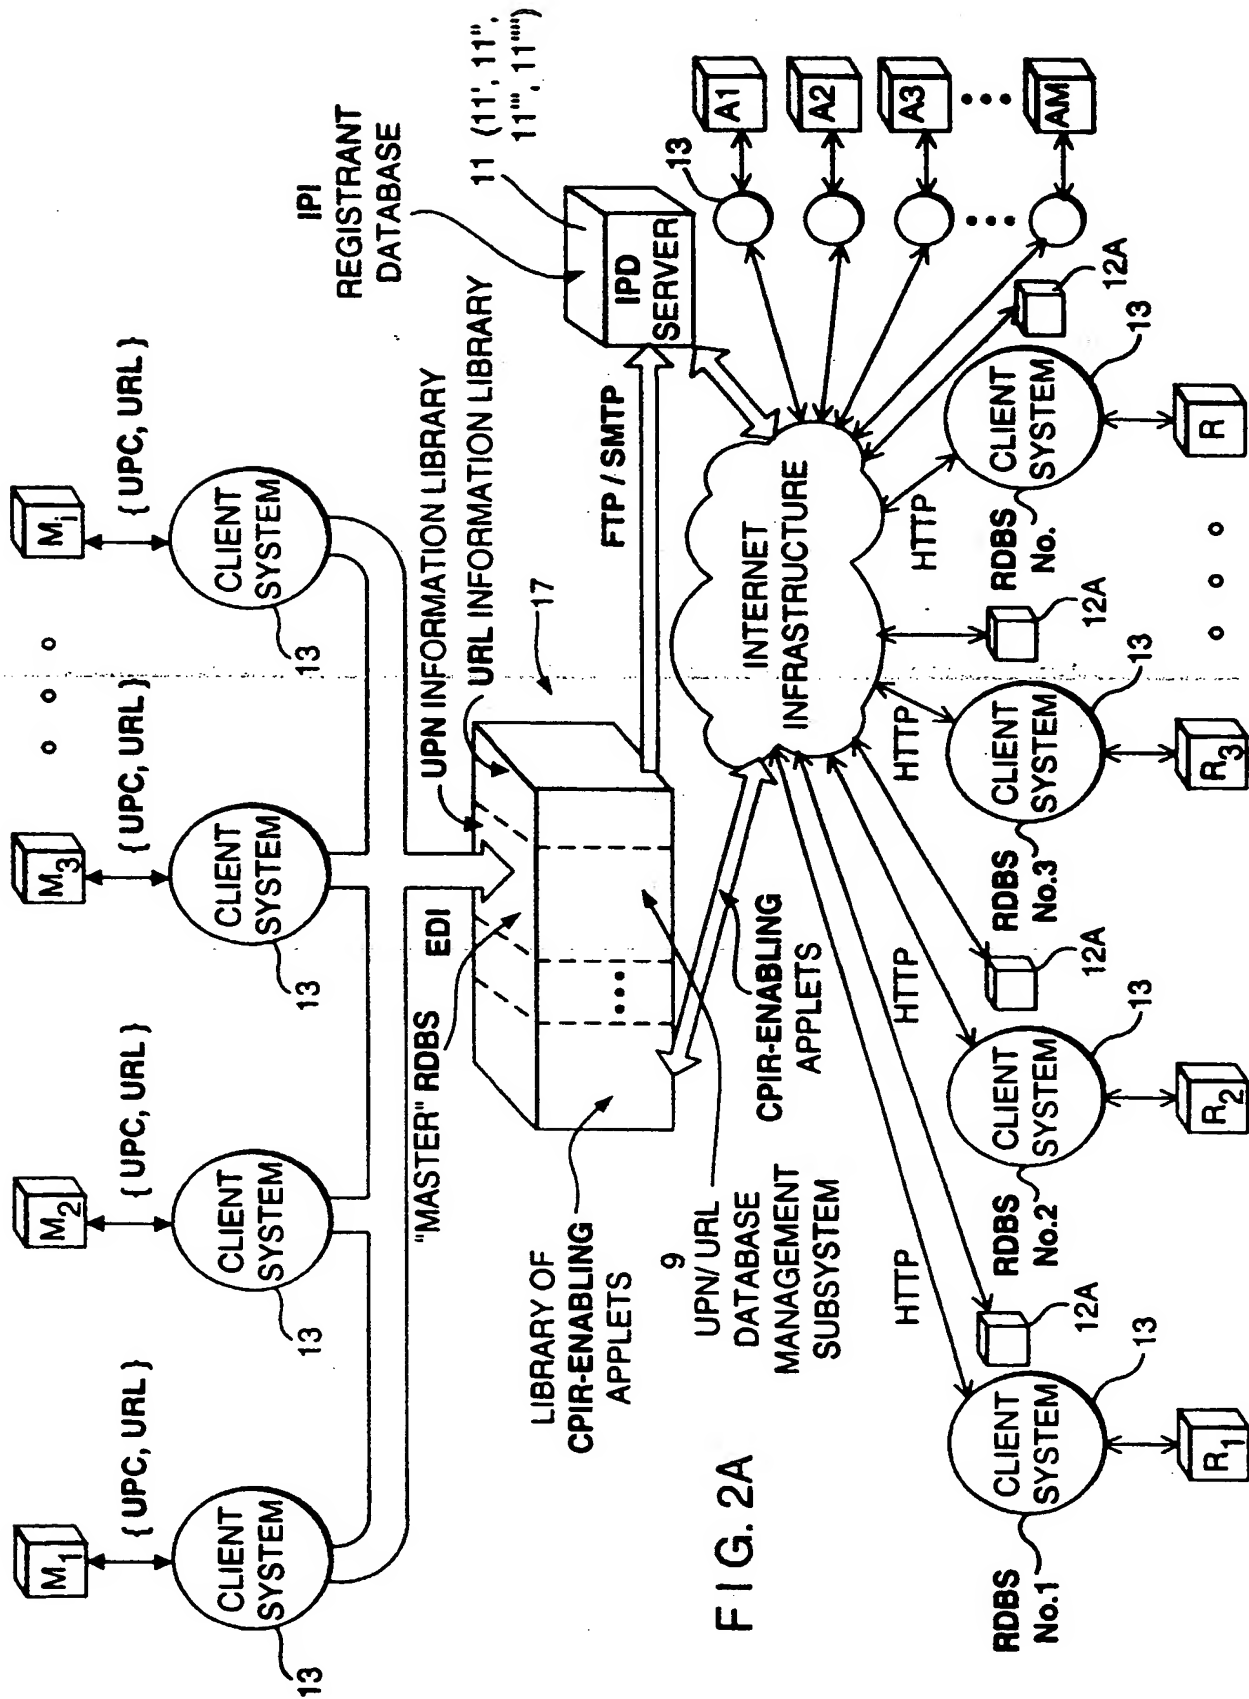 M1
M2
M3
Mi
{ UPC, URL }
{ UPC, URL }
{ UPC, URL }
{ UPC, URL }
CLIENT
SYSTEM
13
CLIENT
SYSTEM
13
CLIENT
SYSTEM
13
CLIENT
SYSTEM
13
"MASTER" RDBS
EDI
UPN INFORMATION LIBRARY
URL INFORMATION LIBRARY
17
IPI
REGISTRANT
DATABASE
11 (11', 11'',
11''', 11'''')
IPD
SERVER
FTP / SMTP
LIBRARY OF
CPIR-ENABLING
APPLETS
9
UPN/ URL
DATABASE
MANAGEMENT
SUBSYSTEM
CPIR-ENABLING
APPLETS
INTERNET
INFRASTRUCTURE
13
A1
A2
A3
AM
HTTP
HTTP
HTTP
HTTP
12A
12A
12A
12A
RDBS
No.1
CLIENT
SYSTEM
13
RDBS
No.2
CLIENT
SYSTEM
13
RDBS
No.3
CLIENT
SYSTEM
13
RDBS
No.
CLIENT
SYSTEM
13
R1
R2
R3
R
FIG. 2A